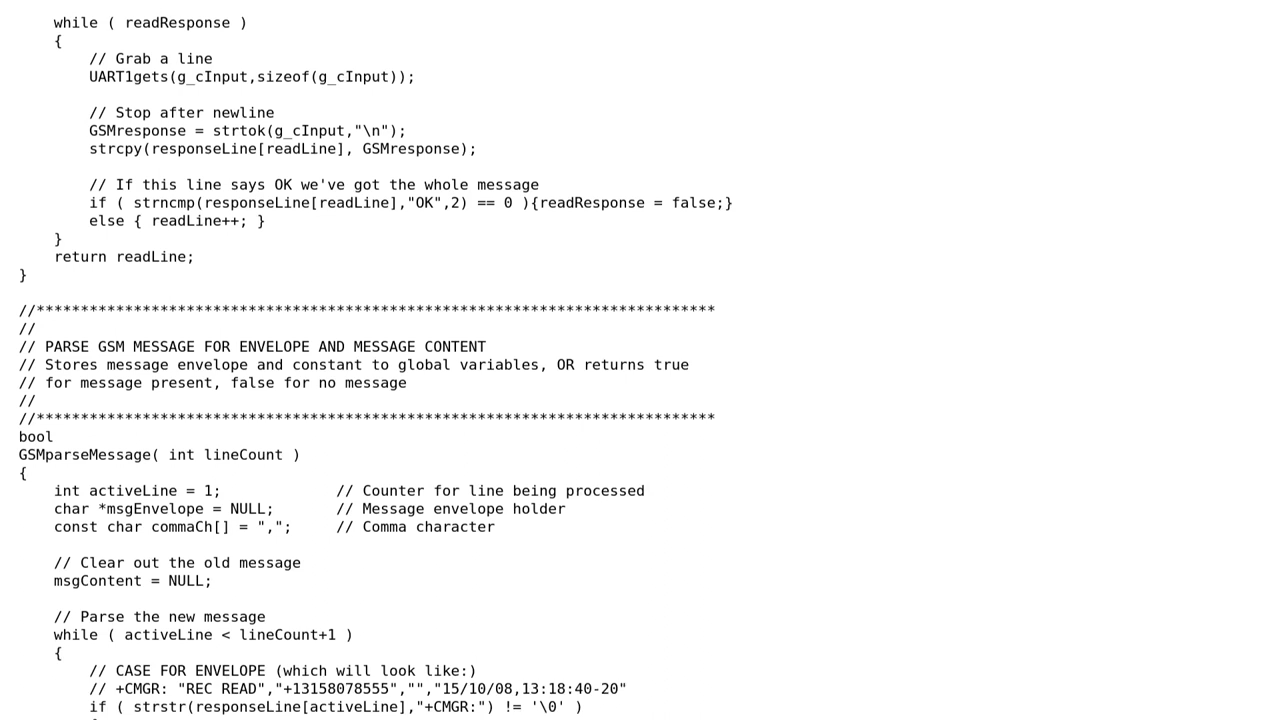 while ( readResponse )
{
// Grab a line
UART1gets(g_cInput,sizeof(g_cInput));
// Stop after newline
GSMresponse = strtok(g_cInput,"\n");
strcpy(responseLine[readLine], GSMresponse);
// If this line says OK we've got the whole message
if ( strncmp(responseLine[readLine],"OK",2) == 0 ){readResponse = false;}
else { readLine++; }
}
return readLine;
}
//*****************************************************************************
//
// PARSE GSM MESSAGE FOR ENVELOPE AND MESSAGE CONTENT
// Stores message envelope and constant to global variables, OR returns true
// for message present, false for no message
//
//*****************************************************************************
bool
GSMparseMessage( int lineCount )
{
int activeLine = 1;             // Counter for line being processed
char *msgEnvelope = NULL;       // Message envelope holder
const char commaCh[] = ",";     // Comma character
// Clear out the old message
msgContent = NULL;
// Parse the new message
while ( activeLine < lineCount+1 )
{
// CASE FOR ENVELOPE (which will look like:)
// +CMGR: "REC READ","+13158078555","","15/10/08,13:18:40-20"
if ( strstr(responseLine[activeLine],"+CMGR:") != '\0' )